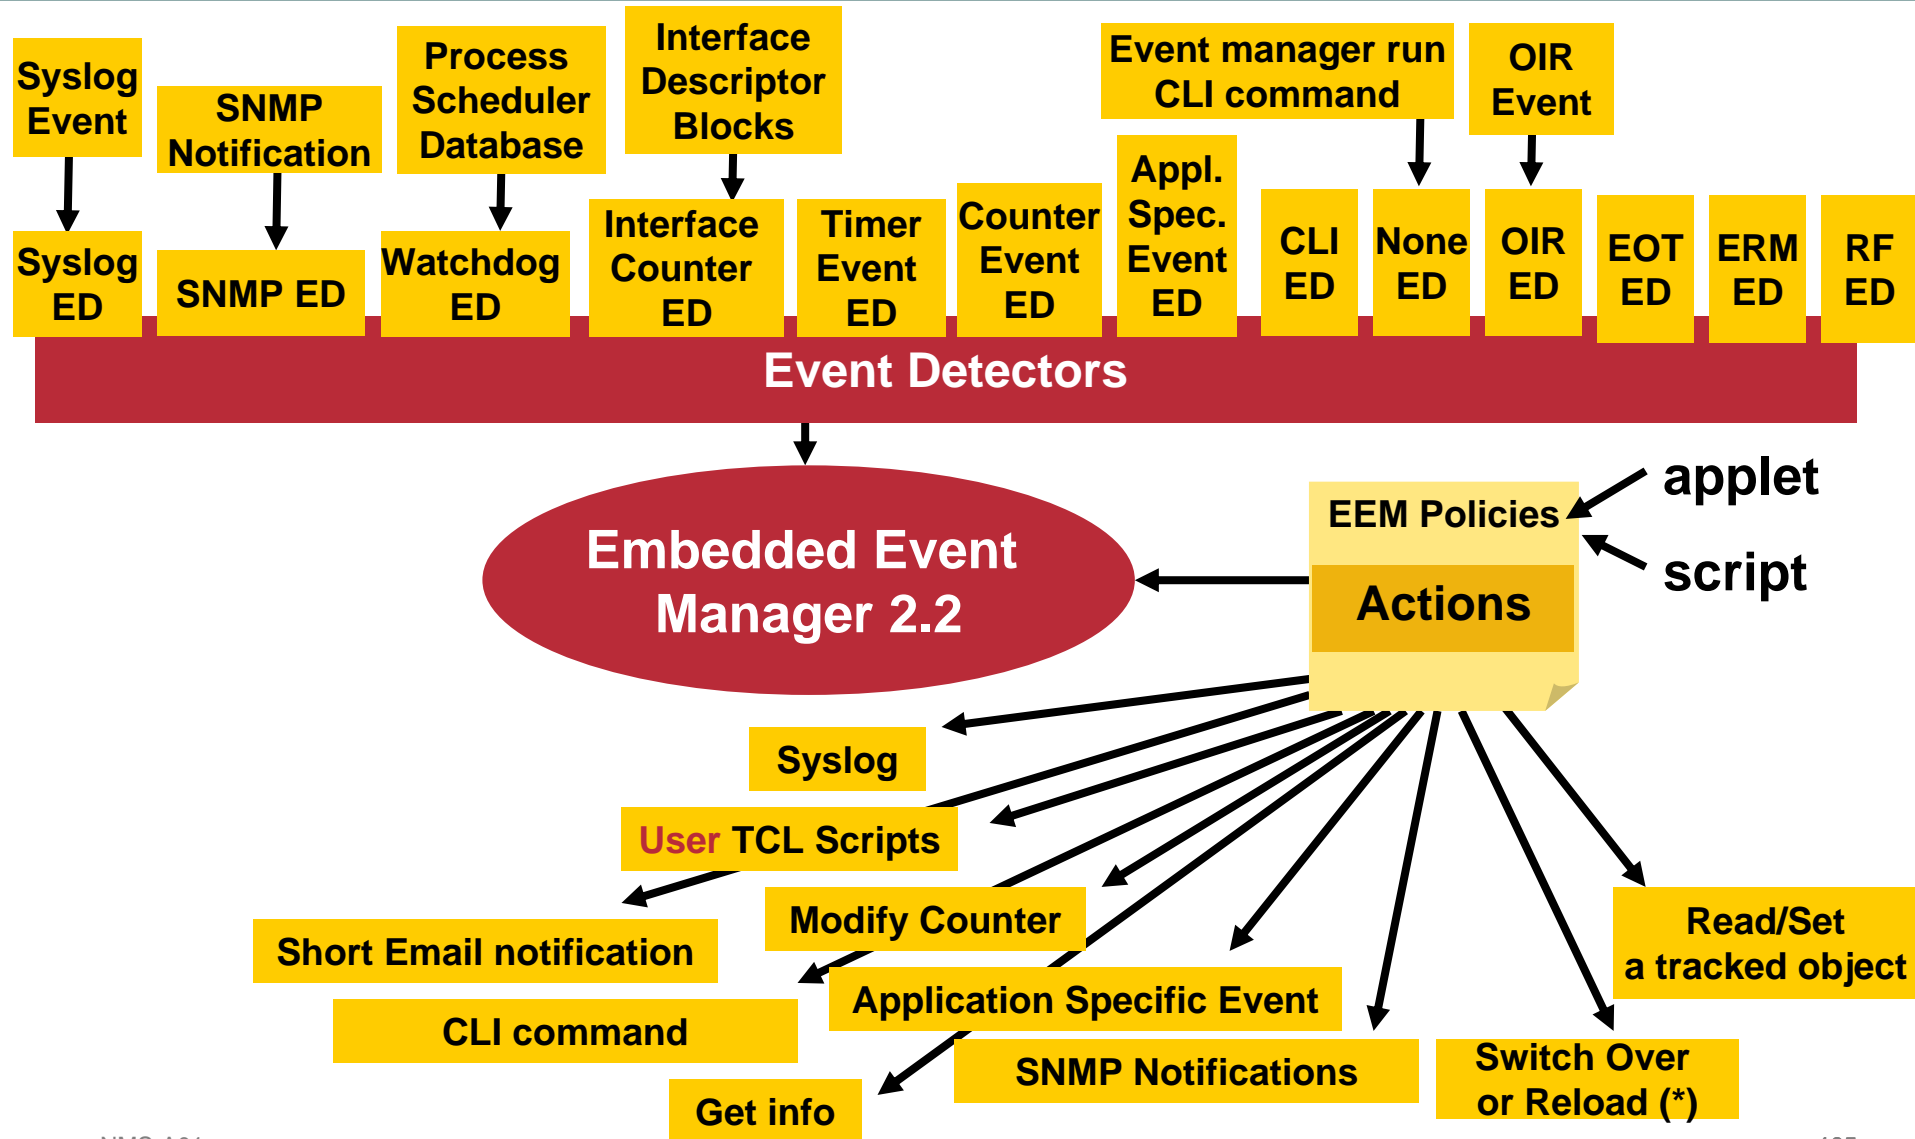 Syslog
Event
SNMP
Notification
Process
Scheduler
Database
Interface
Descriptor
Blocks
Event manager run
CLI command
OIR
Event
Syslog
ED
SNMP ED
Watchdog
ED
Interface
Counter
ED
Timer
Event
ED
Counter
Event
ED
Appl.
Spec.
Event
ED
CLI
ED
None
ED
OIR
ED
EOT
ED
ERM
ED
RF
ED
Event Detectors
Embedded Event
Manager 2.2
EEM Policies
Actions
applet
script
Syslog
User TCL Scripts
Short Email notification
Modify Counter
CLI command
Application Specific Event
Get info
SNMP Notifications
Switch Over
or Reload (*)
Read/Set
a tracked object